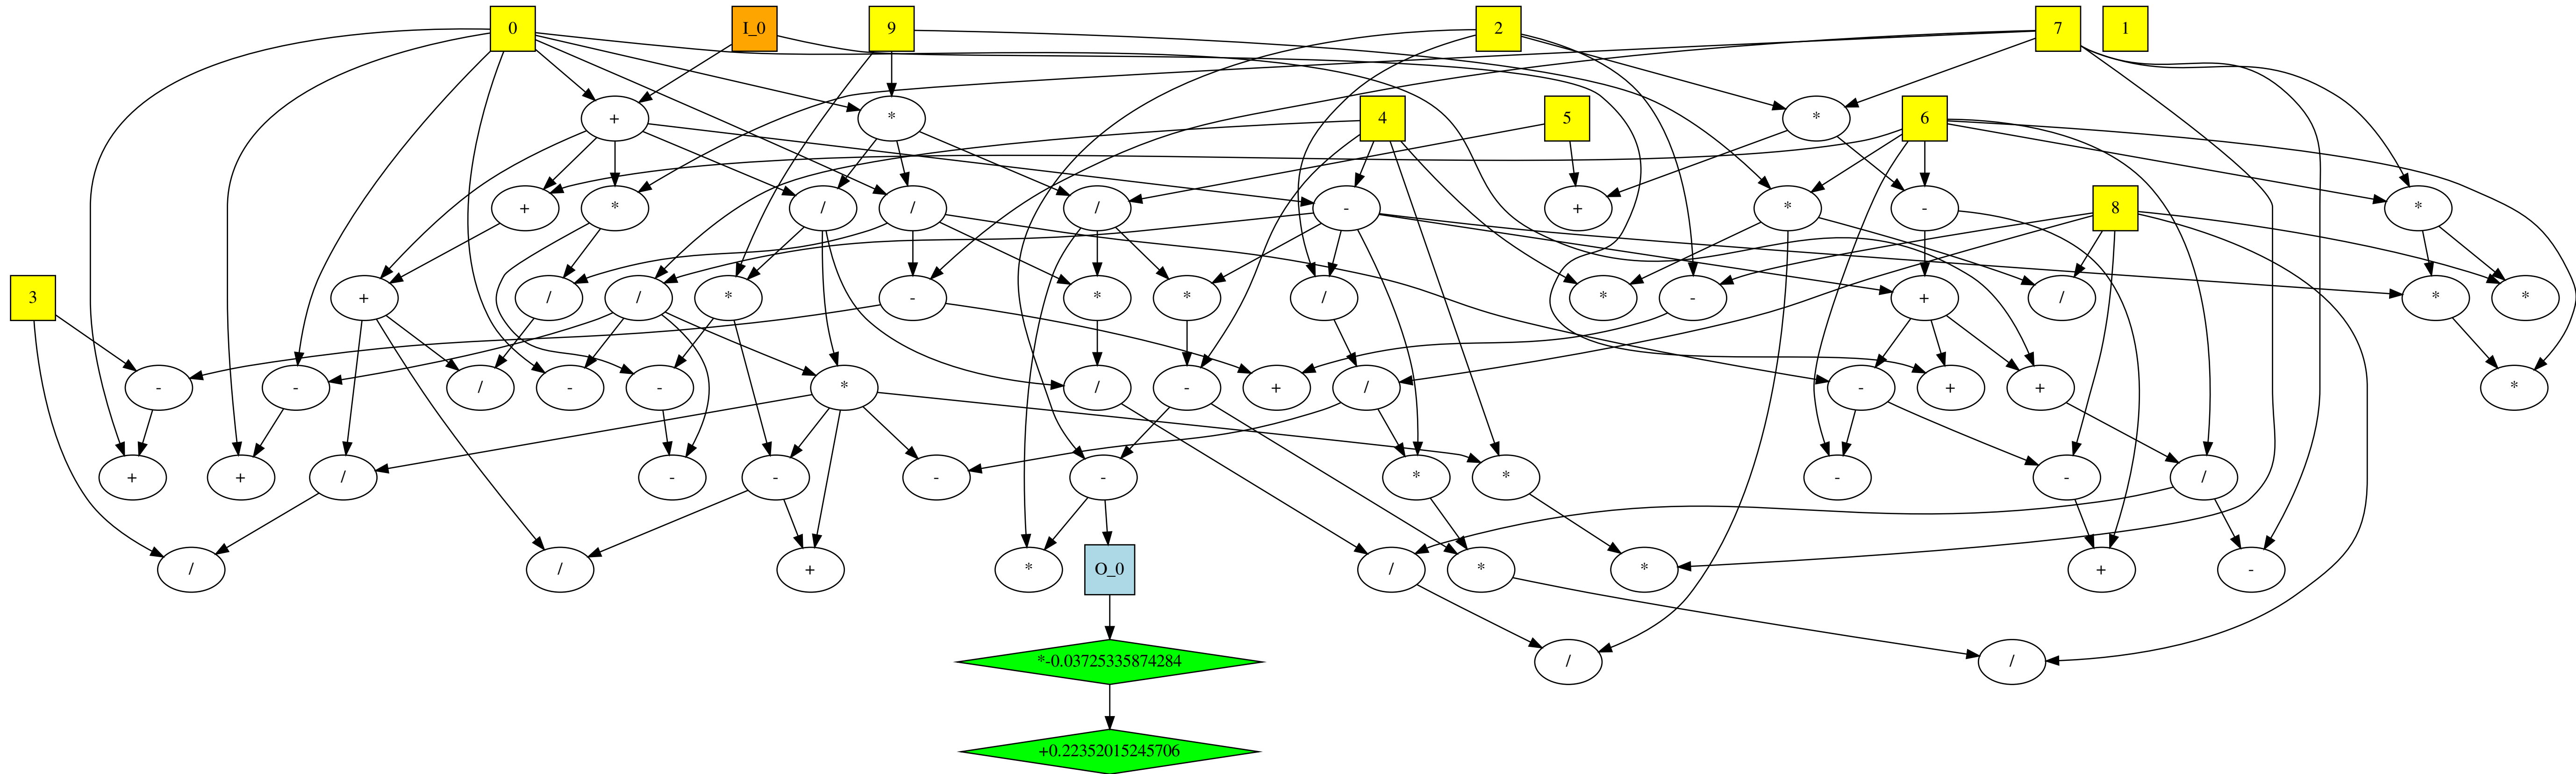 0 I_0 9 2 7 1
+ * 4 5 * 6
+ * / / / - + * - 8 *
3 + / / * - * * / * - + / * *
- - / - - * / - + / - + + *
+ + / - - - - * * - - /
/ / + * O_0 / * * + -
*-0.03725335874284 / /
+0.22352015245706